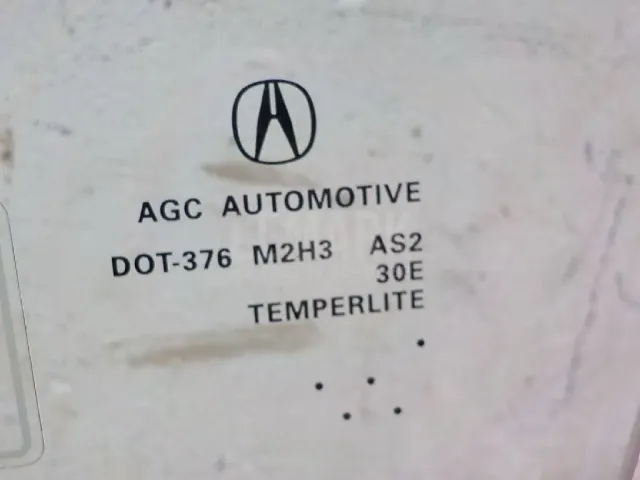 AGC AUTOMOTIVE
DOT-376 M2H3 AS2
30E
TEMPERLITE